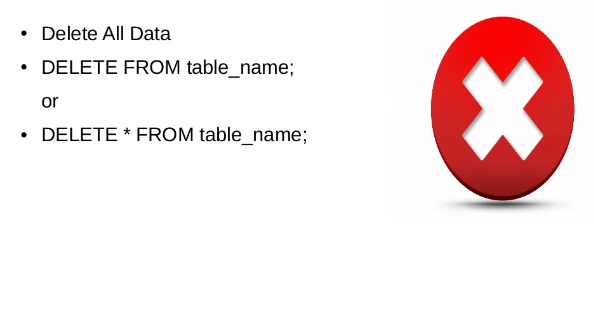 • Delete All Data
• DELETE FROM table_name;
or
• DELETE * FROM table_name;